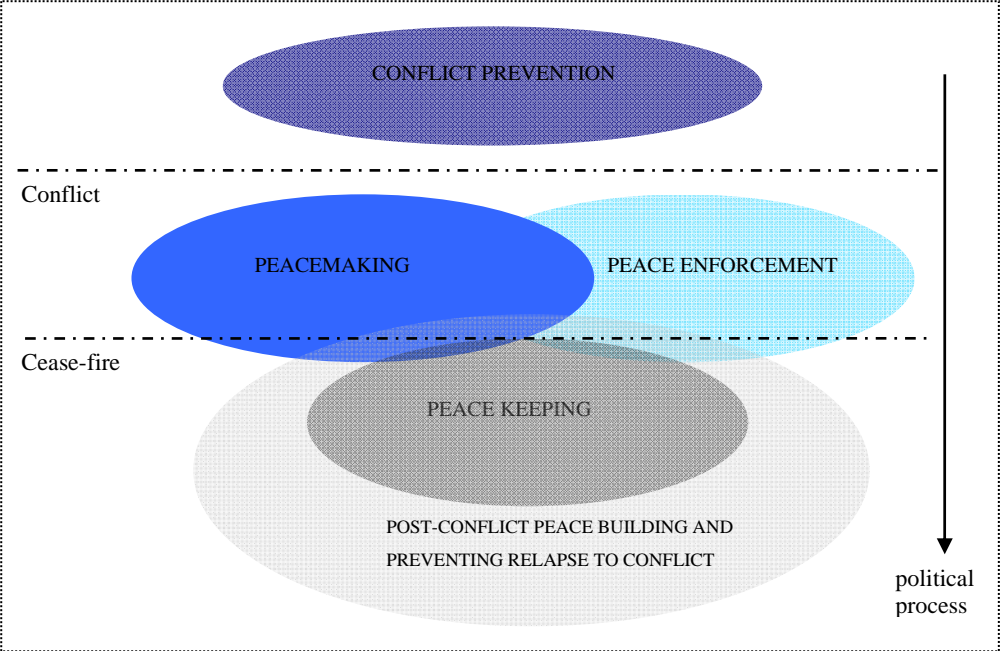 CONFLICT PREVENTION
Conflict
PEACEMAKING
PEACE ENFORCEMENT
Cease-fire
PEACE KEEPING
POST-CONFLICT PEACE BUILDING AND
PREVENTING RELAPSE TO CONFLICT
political
process